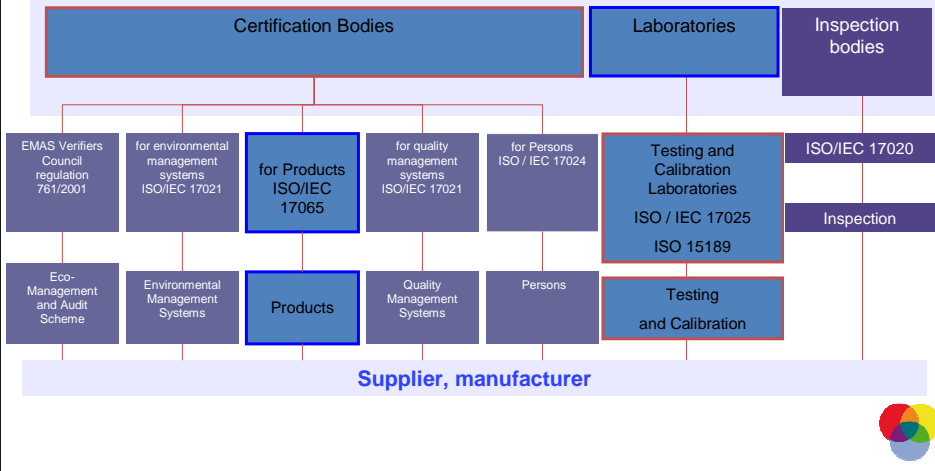 Certification Bodies
Laboratories
Inspection
bodies
EMAS Verifiers
Council
regulation
761/2001
for environmental
management
systems
ISO/IEC 17021
for Products
ISO/IEC
17065
for quality
management
systems
ISO/IEC 17021
for Persons
ISO / IEC 17024
Testing and
Calibration
Laboratories
ISO / IEC 17025
ISO 15189
ISO/IEC 17020
Inspection
Eco-
Management
and Audit
Scheme
Environmental
Management
Systems
Products
Quality
Management
Systems
Persons
Testing
and Calibration
Supplier, manufacturer